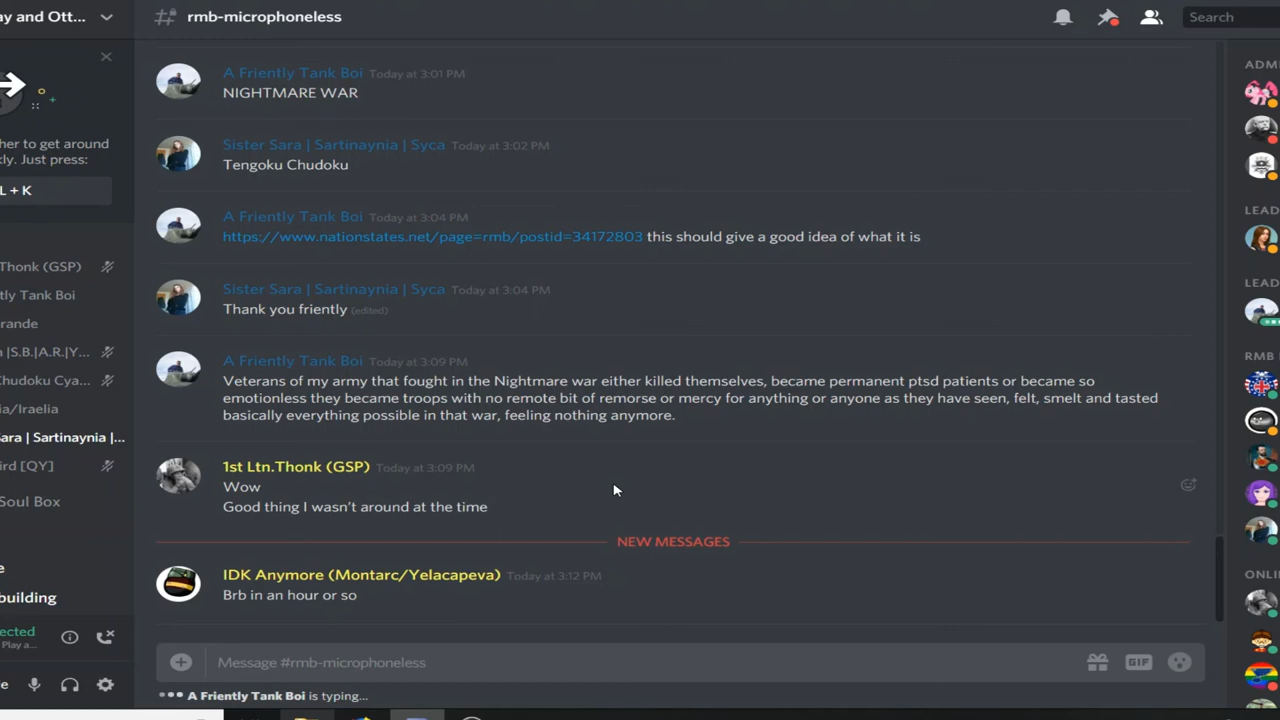 ay and Ott...
rmb-microphoneless
Search
her to get around
kly. Just press:
L + K
Thonk (GSP)
tly Tank Boi
rande
n |S.B|A.R|Y...
Chudoku Cya...
ia/Iraelia
Sara | Sartinaynia |...
ird [QY]
Soul Box
e
building
ected
Play a...
e
A Friently Tank Boi Today at 3:01 PM
NIGHTMARE WAR
Sister Sara | Sartinaynia | Syca Today at 3:02 PM
Tengoku Chudoku
A Friently Tank Boi Today at 3:04 PM
https://www.nationstates.net/page=rmb/postid=34172803 this should give a good idea of what it is
Sister Sara | Sartinaynia | Syca Today at 3:04 PM
Thank you friently (edited)
A Friently Tank Boi Today at 3:09 PM
Veterans of my army that fought in the Nightmare war either killed themselves, became permanent ptsd patients or became so
emotionless they became troops with no remote bit of remorse or mercy for anything or anyone as they have seen, felt, smelt and tasted
basically everything possible in that war, feeling nothing anymore.
1st Ltn.Thonk (GSP) Today at 3:09 PM
Wow
Good thing I wasn't around at the time
NEW MESSAGES
IDK Anymore (Montarc/Yelacapeva) Today at 3:12 PM
Brb in an hour or so
Message #rmb-microphoneless
GIF
A Friently Tank Boi is typing...
ADMI
LEAD
LEAD
RMB
ONLI